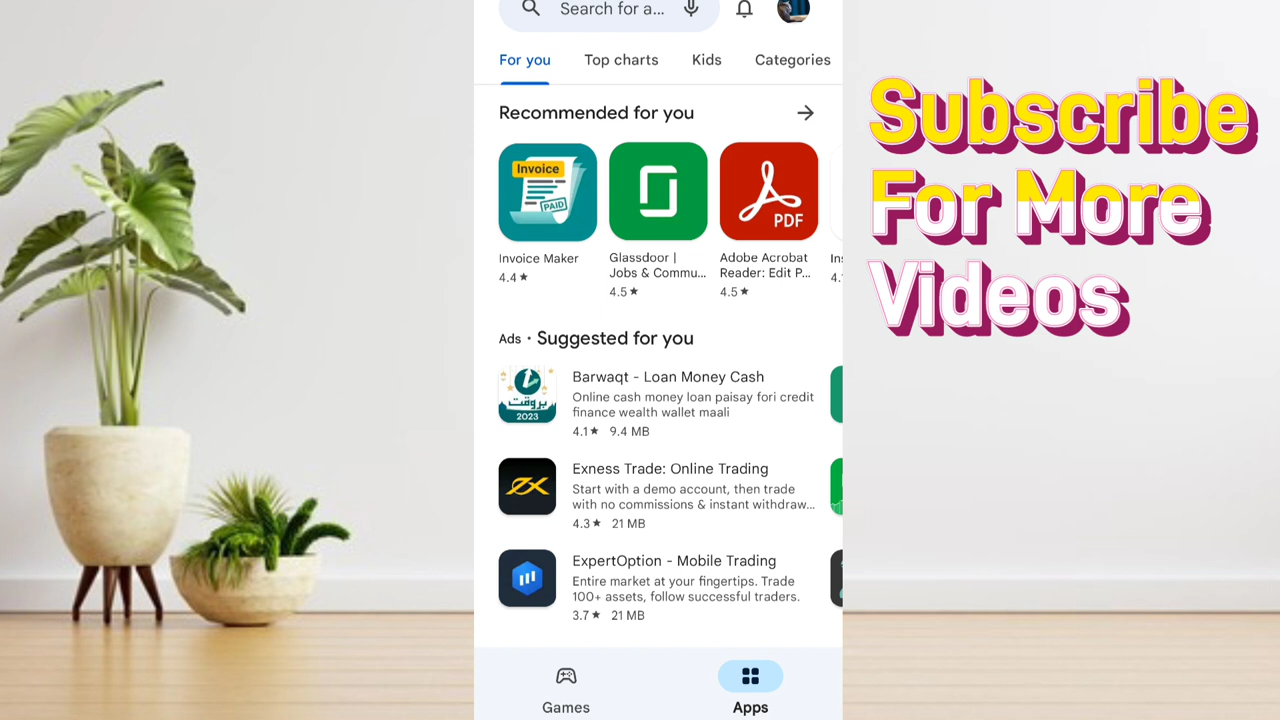 Search for a...
For you Top charts Kids Categories
Recommended for you
Invoice
PAID
PDF
Invoice Maker
4.4★
Glassdoor |
Jobs & Commu...
4.5★
Adobe Acrobat
Reader: Edit P...
4.5★
Ins
4.
Ads • Suggested for you
بروقت
2023
Barwaqt - Loan Money Cash
Online cash money loan paisay fori credit
finance wealth wallet maali
4.1★ 9.4 MB
Exness Trade: Online Trading
Start with a demo account, then trade
with no commissions & instant withdraw...
4.3★ 21 MB
ExpertOption - Mobile Trading
Entire market at your fingertips. Trade
100+ assets, follow successful traders.
3.7★ 21 MB
Games Apps
Subscribe
For More
Videos